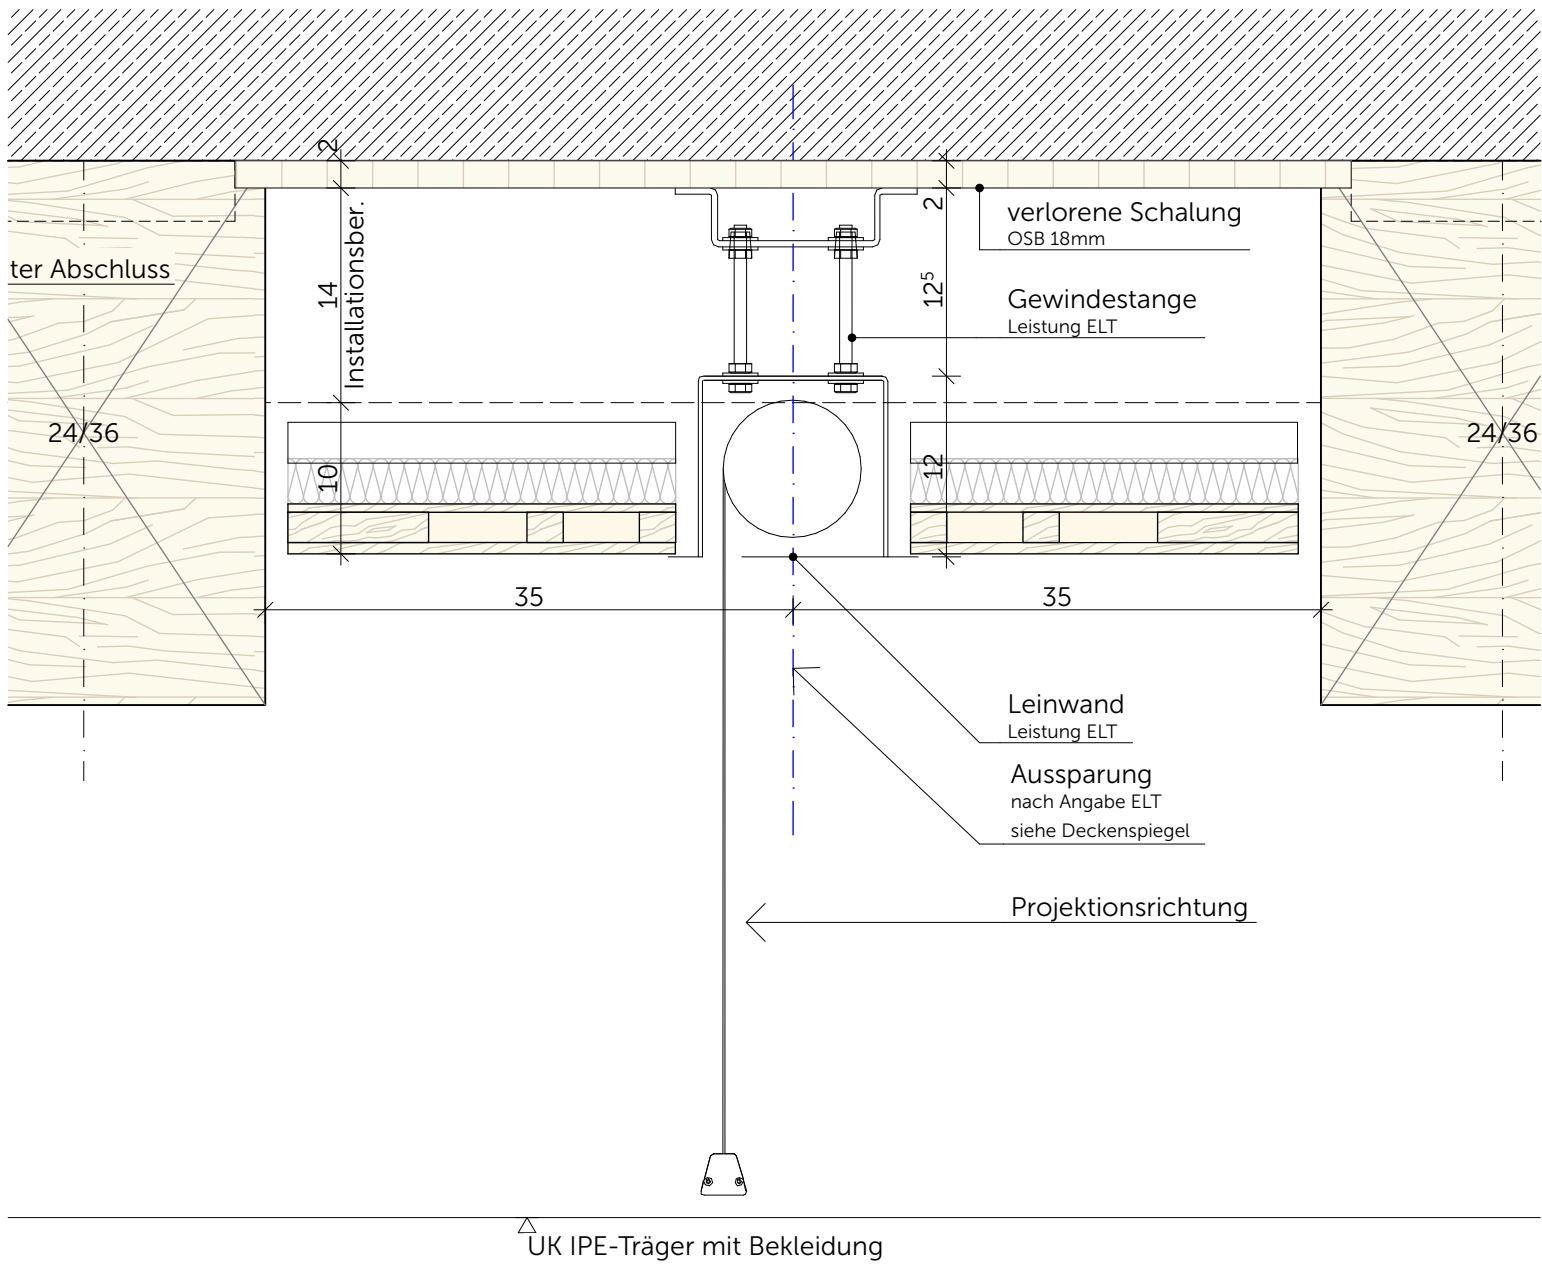 2
2
verlorene Schalung
OSB 18mm
ter Abschluss
14
Installationsber.
12⁵
Gewindestange
Leistung ELT
24/36
24/36
10
12
35
35
Leinwand
Leistung ELT
Aussparung
nach Angabe ELT
siehe Deckenspiegel
Projektionsrichtung
UK IPE-Träger mit Bekleidung